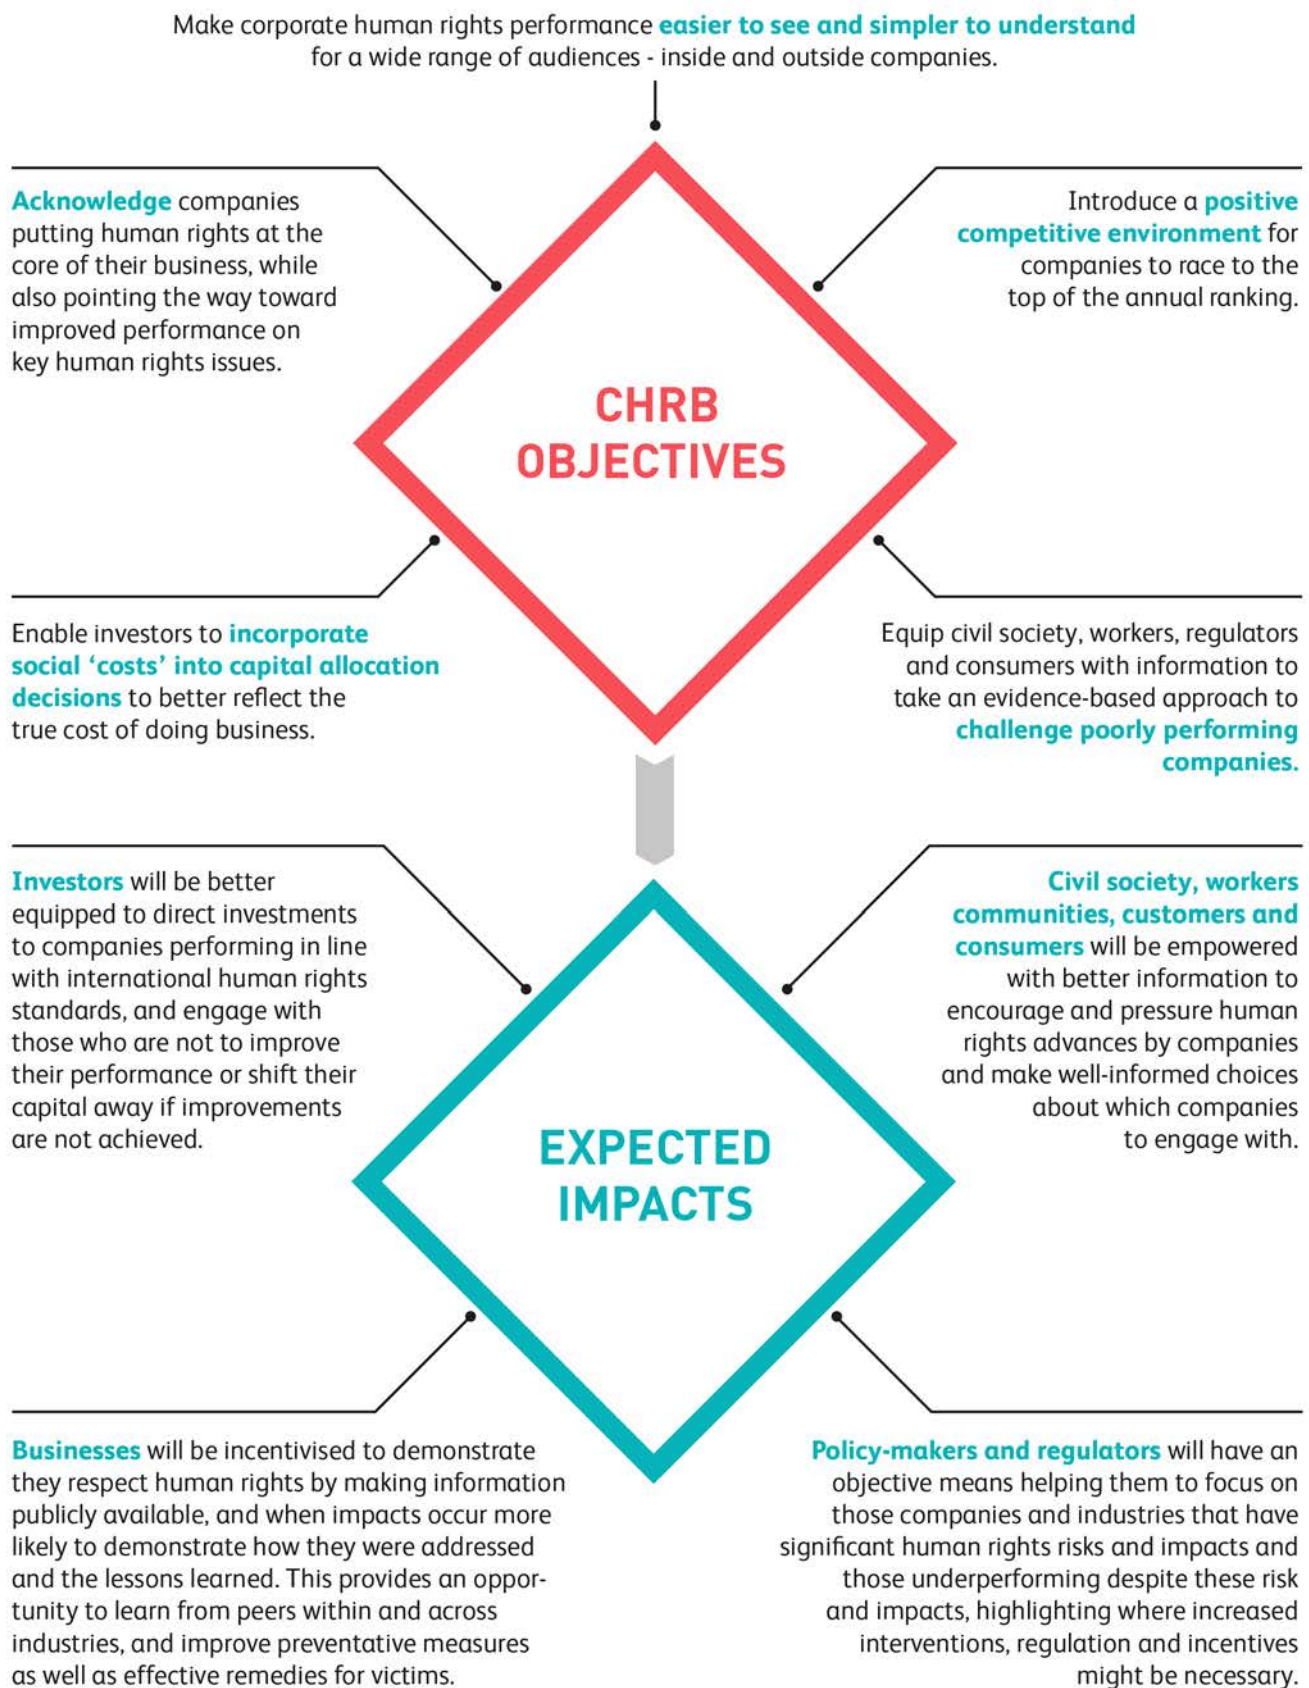 Make corporate human rights performance easier to see and simpler to understand
for a wide range of audiences - inside and outside companies.
Acknowledge companies
putting human rights at the
core of their business, while
also pointing the way toward
improved performance on
key human rights issues.
Introduce a positive
competitive environment for
companies to race to the
top of the annual ranking.
CHRB
OBJECTIVES
Enable investors to incorporate
social ‘costs’ into capital allocation
decisions to better reflect the
true cost of doing business.
Equip civil society, workers, regulators
and consumers with information to
take an evidence-based approach to
challenge poorly performing
companies.
Investors will be better
equipped to direct investments
to companies performing in line
with international human rights
standards, and engage with
those who are not to improve
their performance or shift their
capital away if improvements
are not achieved.
Civil society, workers
communities, customers and
consumers will be empowered
with better information to
encourage and pressure human
rights advances by companies
and make well-informed choices
about which companies
to engage with.
EXPECTED
IMPACTS
Businesses will be incentivised to demonstrate
they respect human rights by making information
publicly available, and when impacts occur more
likely to demonstrate how they were addressed
and the lessons learned. This provides an oppor-
tunity to learn from peers within and across
industries, and improve preventative measures
as well as effective remedies for victims.
Policy-makers and regulators will have an
objective means helping them to focus on
those companies and industries that have
significant human rights risks and impacts and
those underperforming despite these risk
and impacts, highlighting where increased
interventions, regulation and incentives
might be necessary.